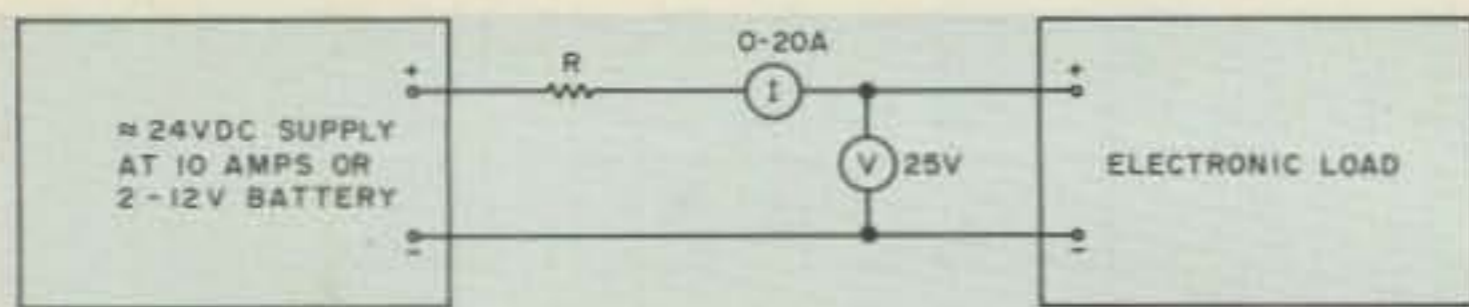 0-20A
+ R +
I
≈ 24VDC SUPPLY
AT 10 AMPS OR
2-12V BATTERY
V 25V
ELECTRONIC LOAD
- -